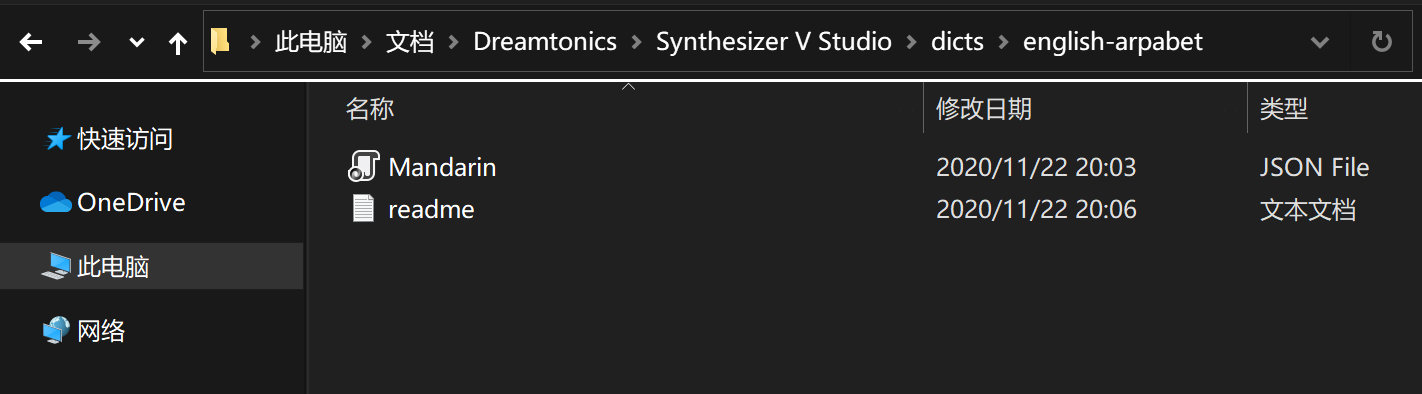 此电脑 文档 Dreamtonics Synthesizer V Studio dicts english-arpabet
名称 修改日期 类型
快速访问
Mandarin 2020/11/22 20:03 JSON File
OneDrive
readme 2020/11/22 20:06 文本文档
此电脑
网络